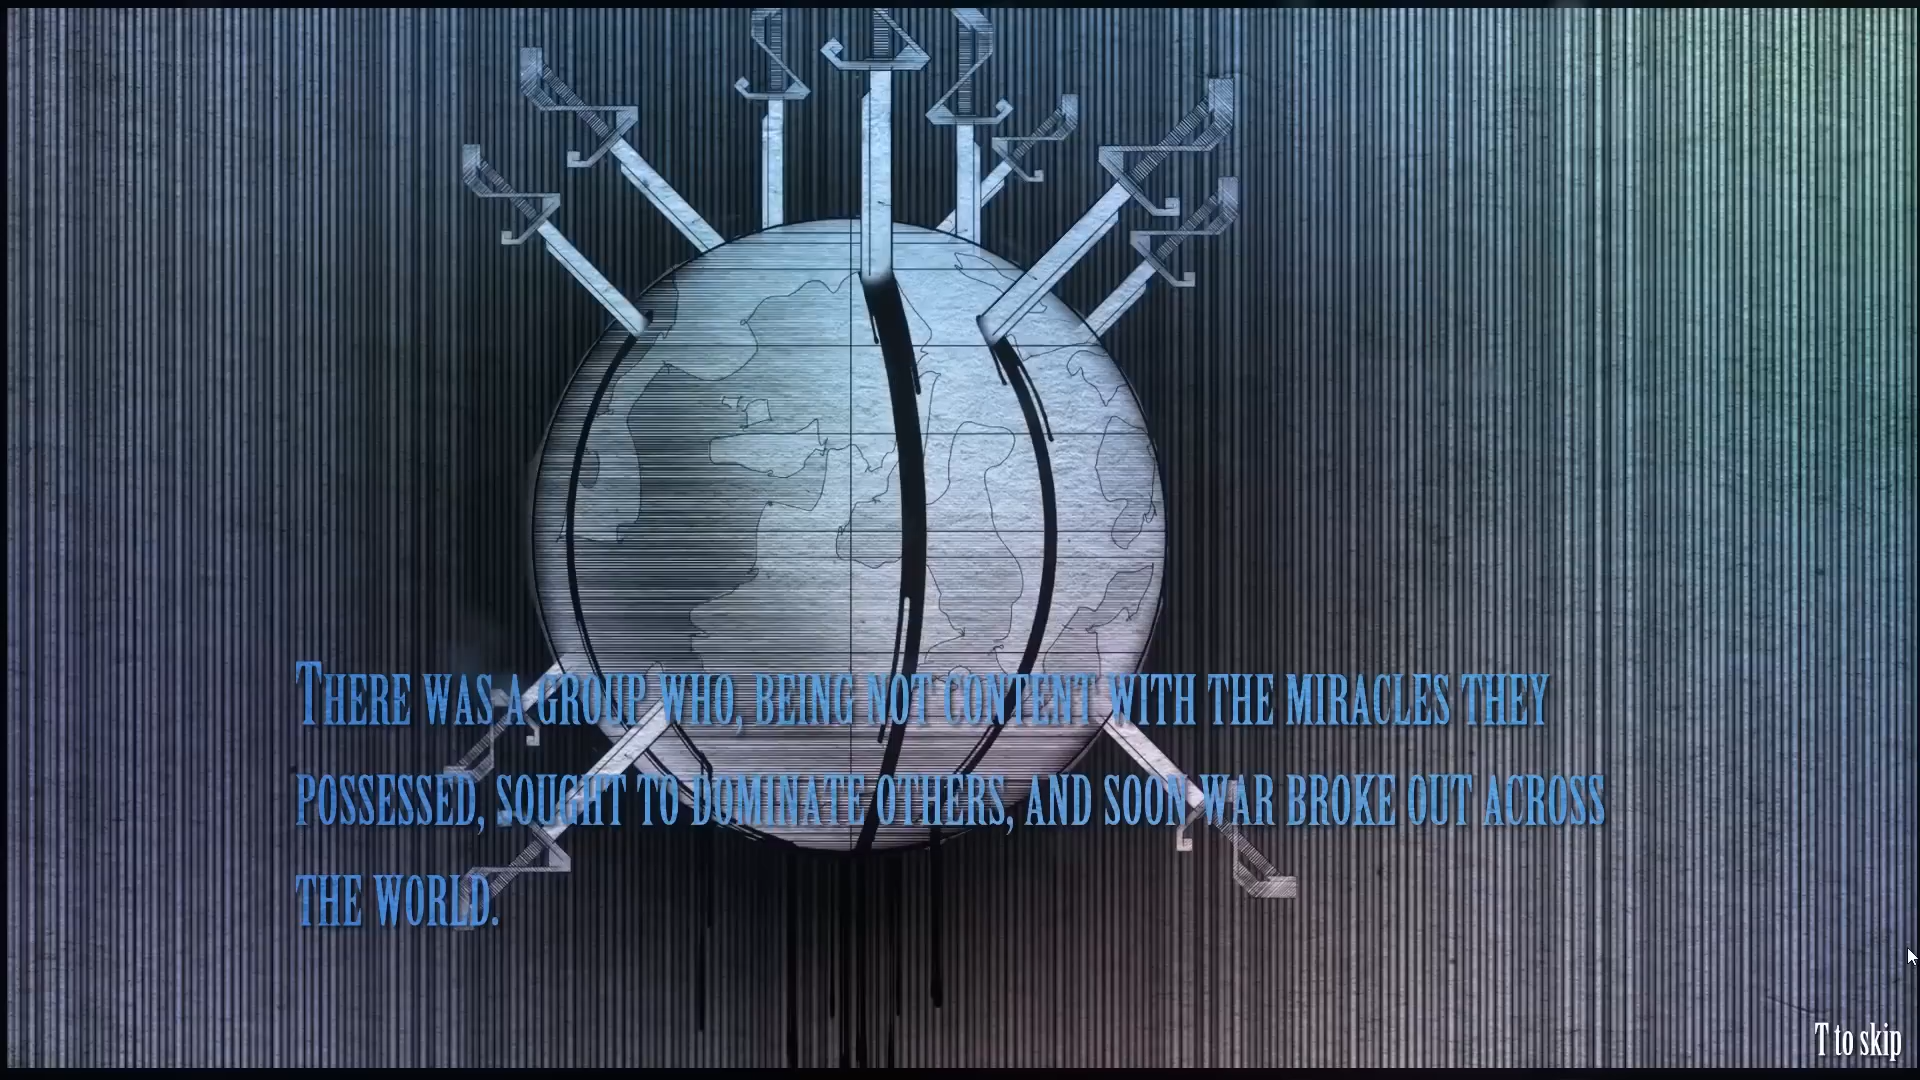 There was a group who, being not content with the miracles they
possessed, sought to dominate others, and soon war broke out across
the world.
T to skip